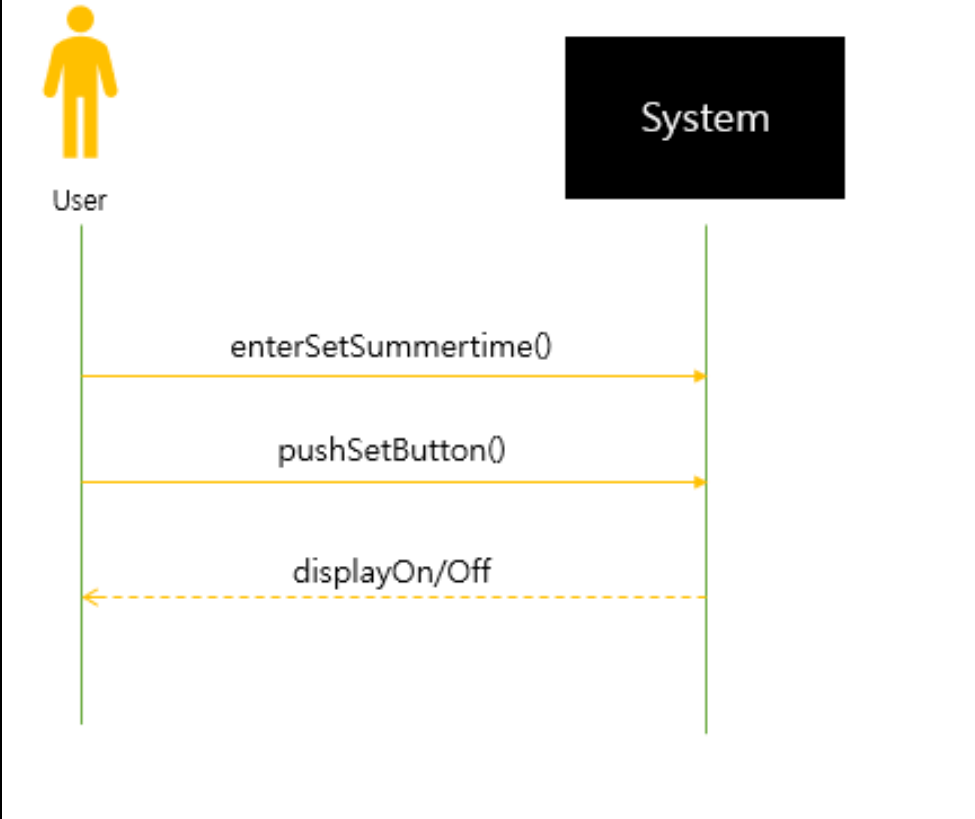 System
User
enterSetSummertime()
pushSetButton()
displayOn/Off